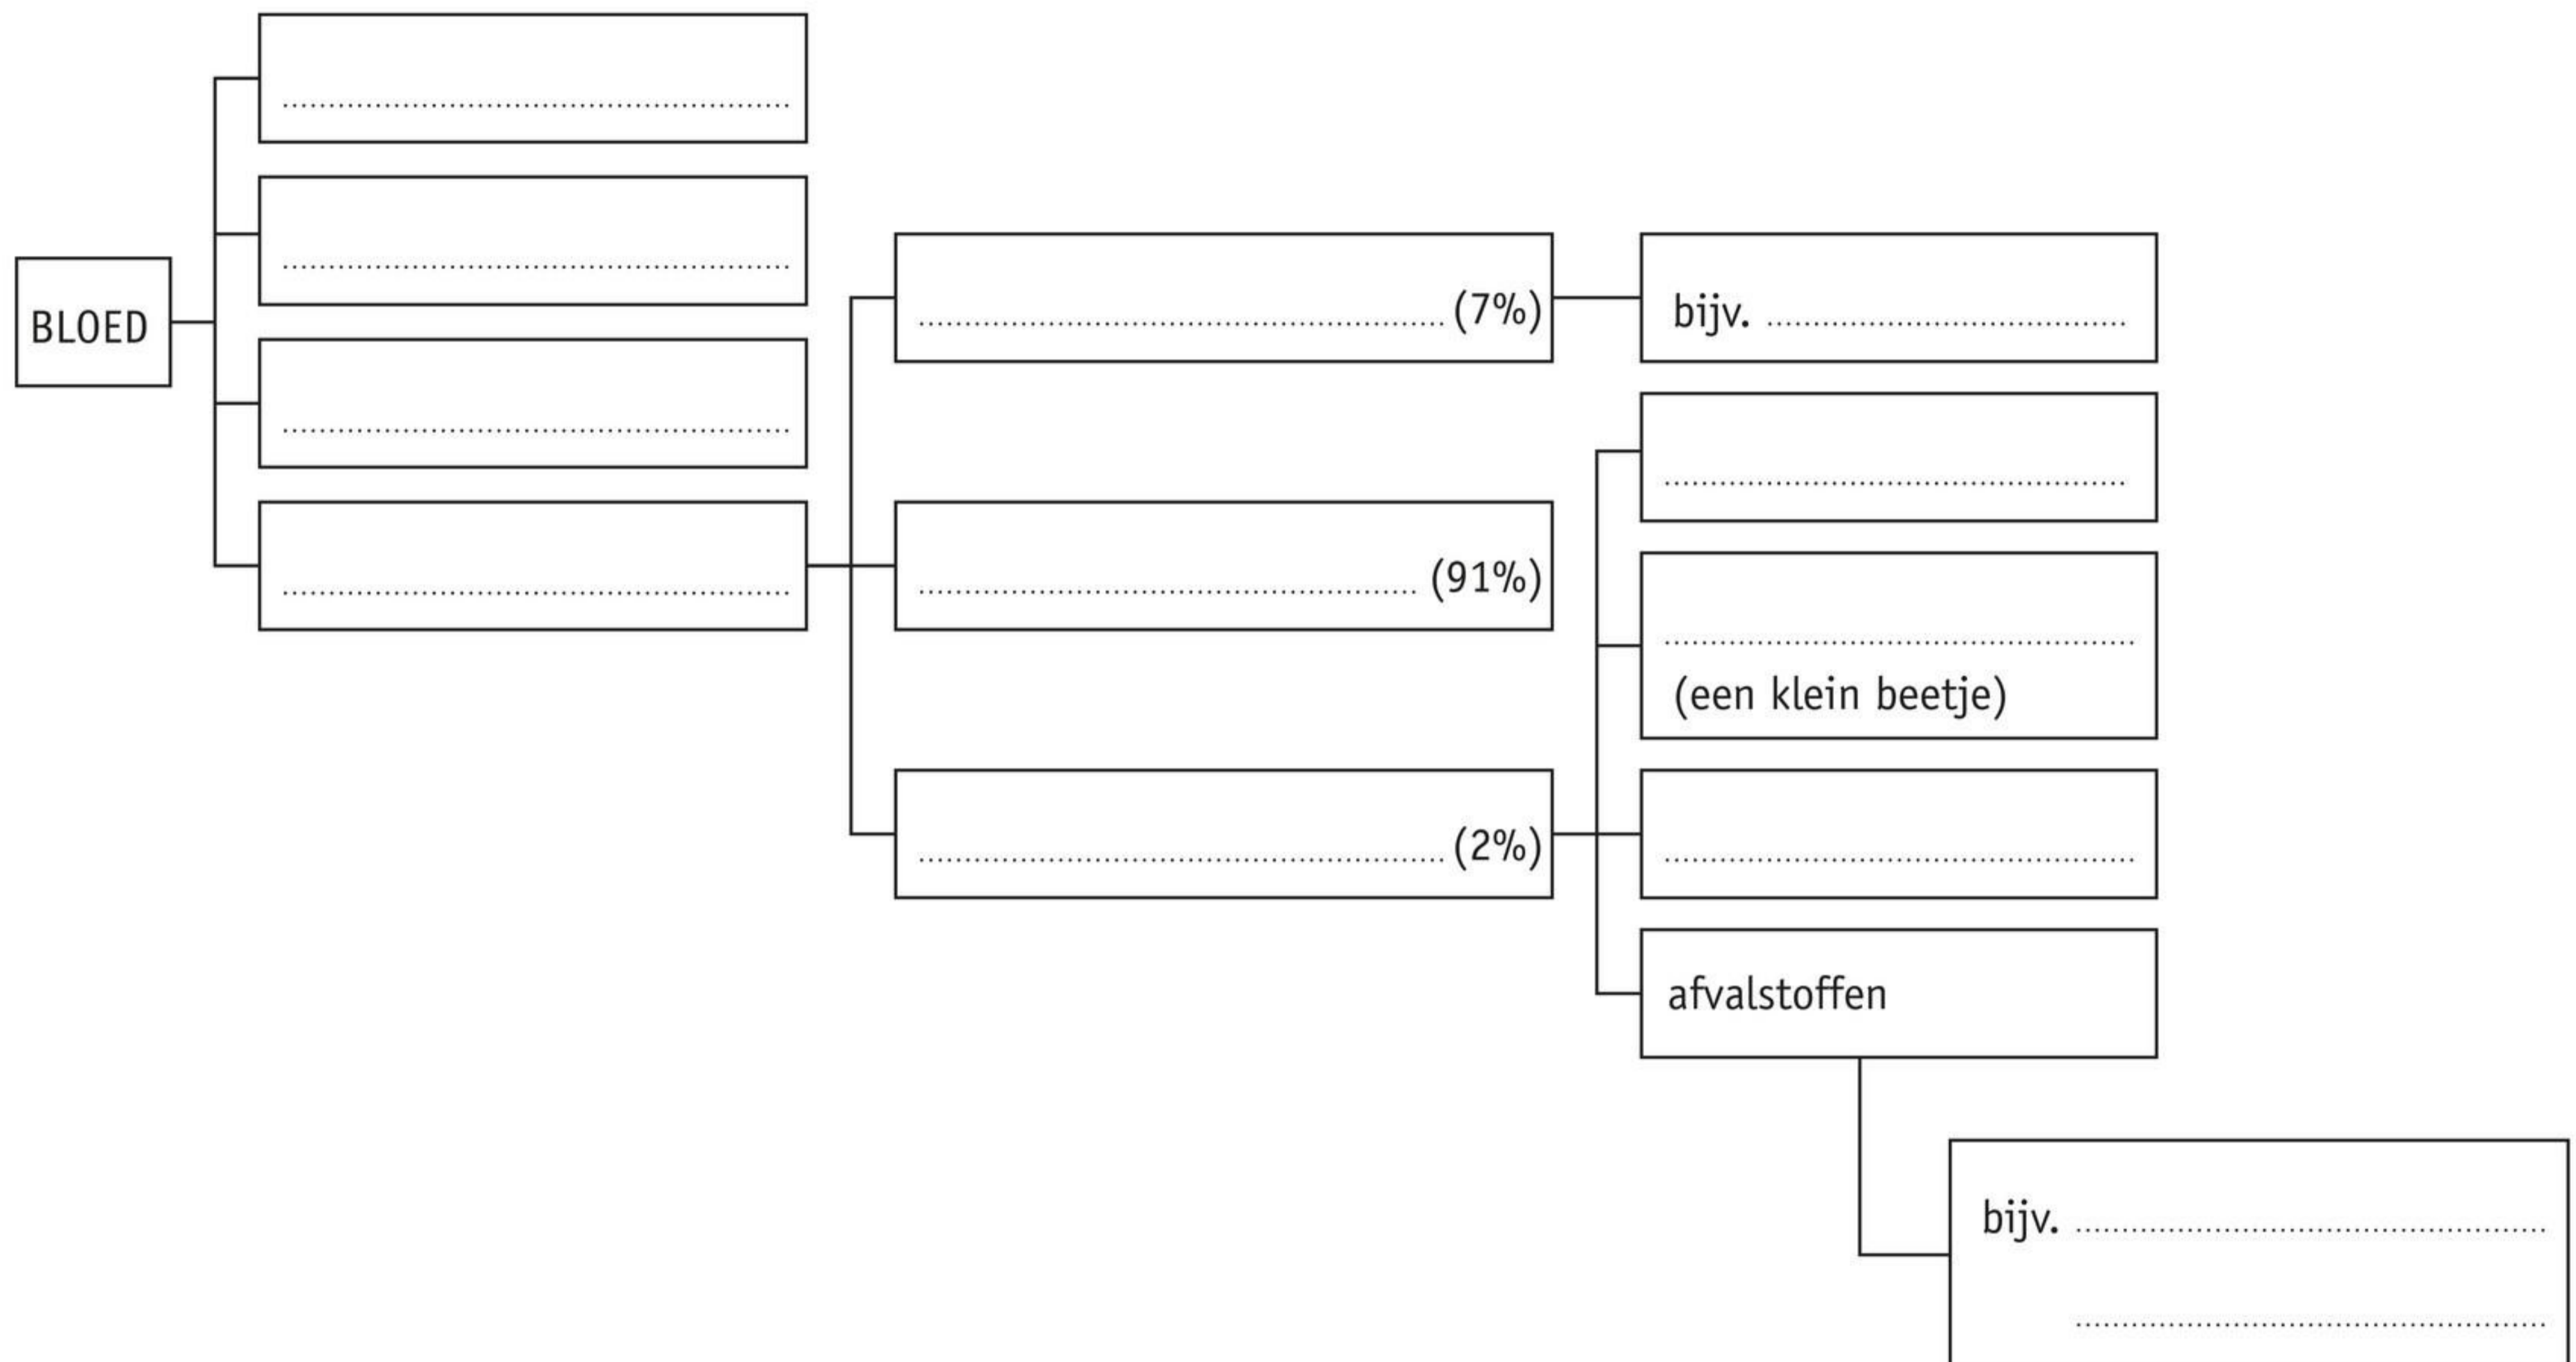 BLOED
(7%)
bijv.
(91%)
(een klein beetje)
(2%)
afvalstoffen
bijv.